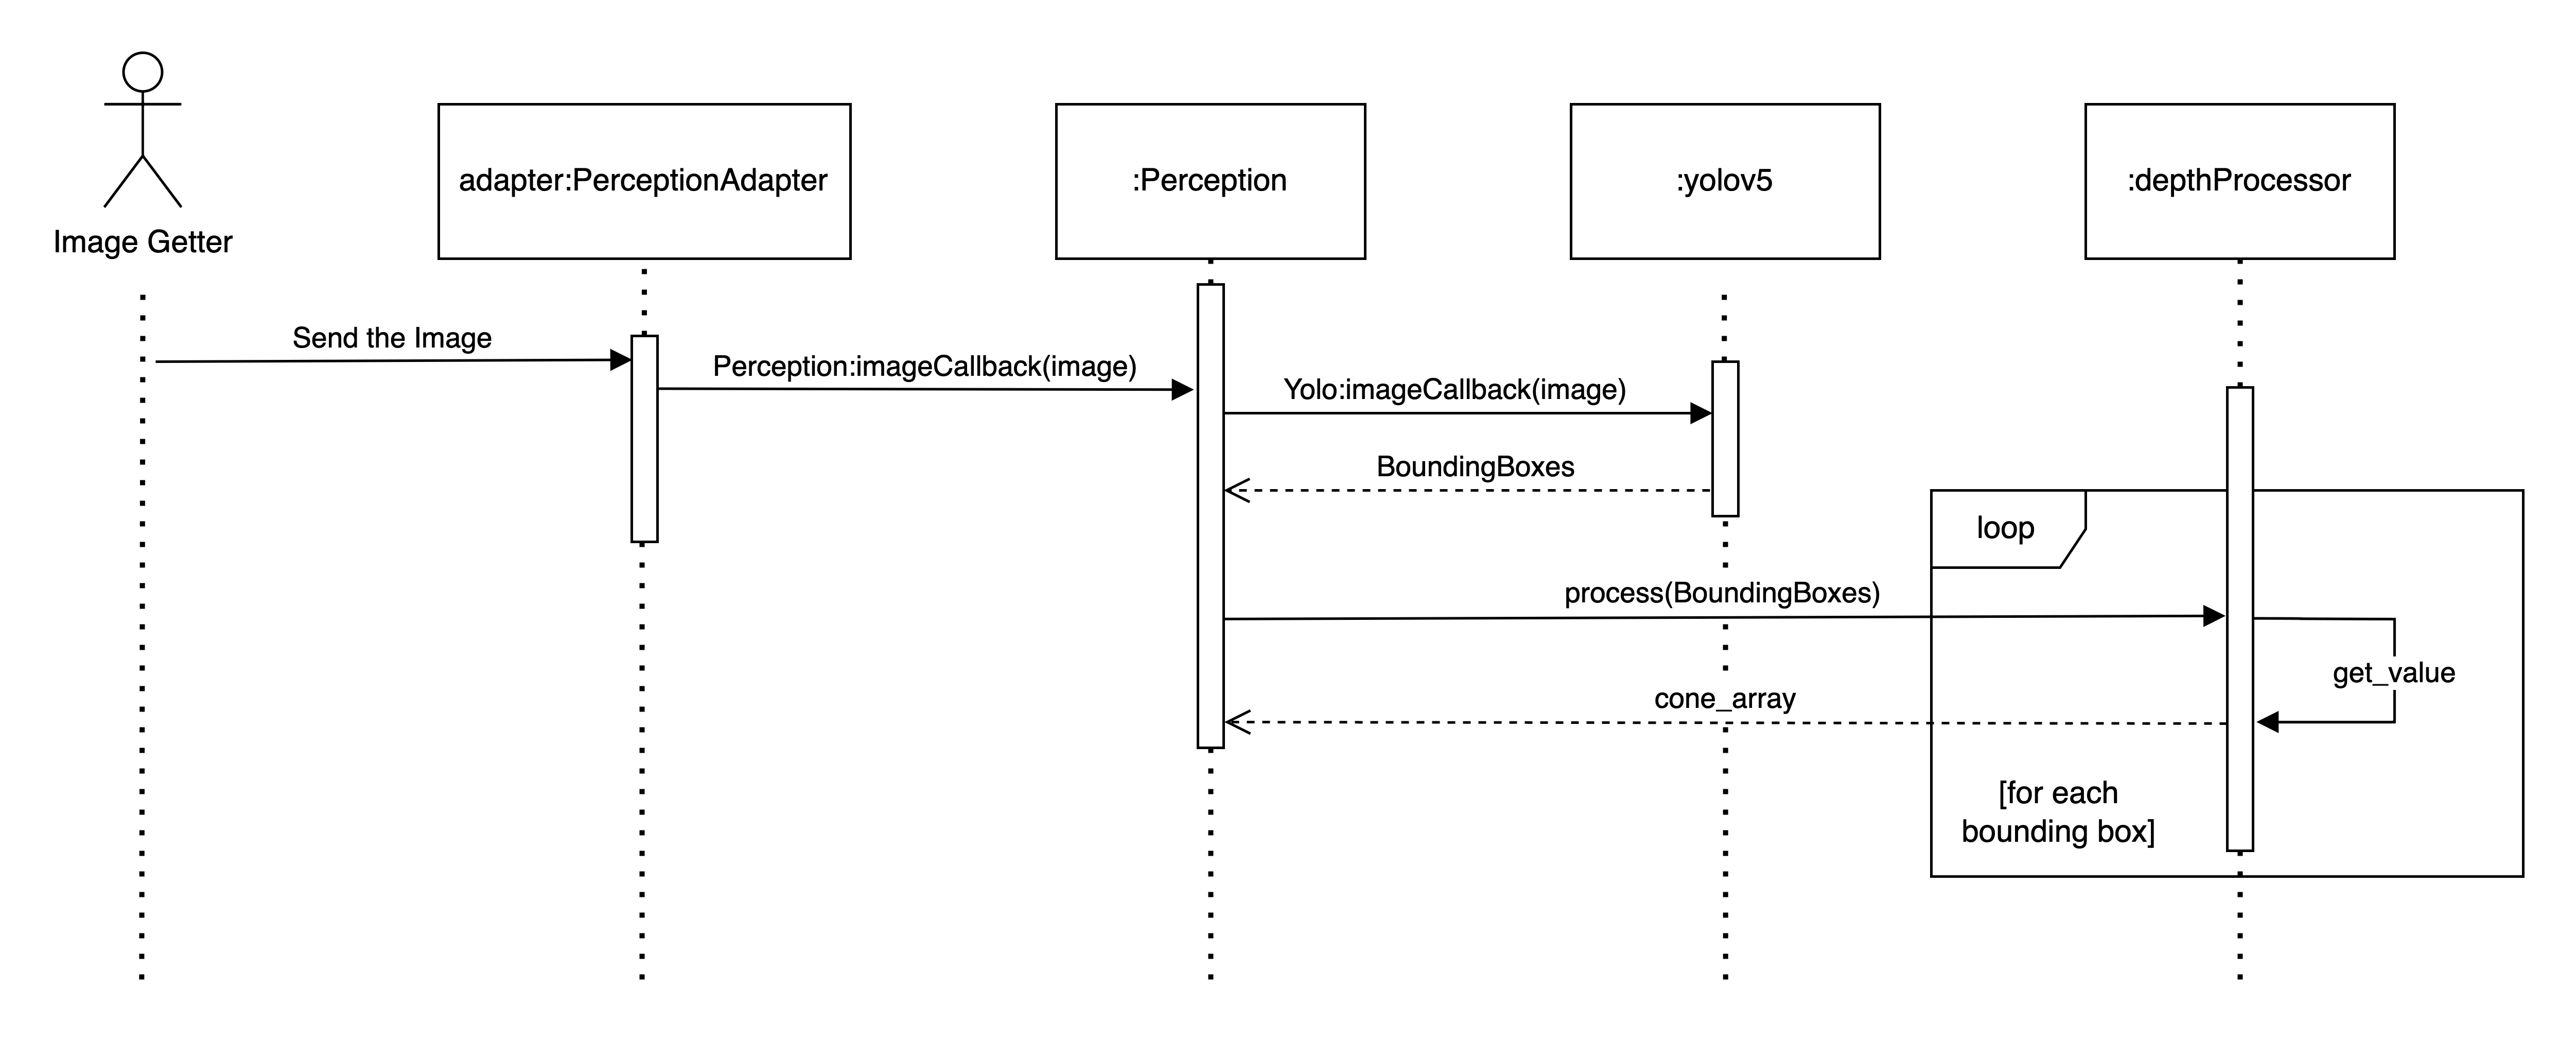 Image Getter
adapter:PerceptionAdapter
:Perception
:yolov5
:depthProcessor
Send the Image
Perception:imageCallback(image)
Yolo:imageCallback(image)
BoundingBoxes
loop
process(BoundingBoxes)
get_value
cone_array
[for each
bounding box]